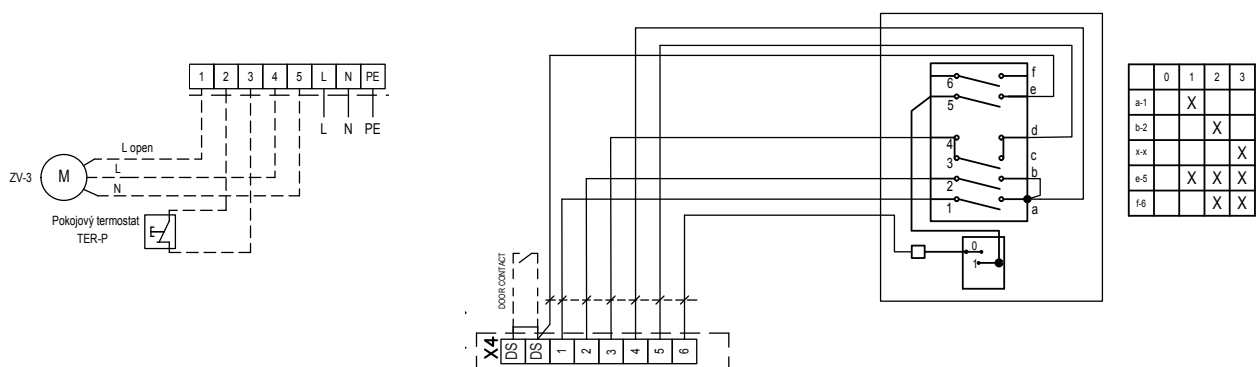 1 2 3 4 5 L N PE
L N PE
L open
L
N
ZV-3
M
Pokojový termostat
TER-P
DOOR CONTACT
X4
DS DS 1 2 3 4 5 6
6 f
5 e
4 d
3 c
2 b
1 a
0
1
0 1 2 3
a-1 X
b-2 X
x-x X
e-5 X X X
f-6 X X